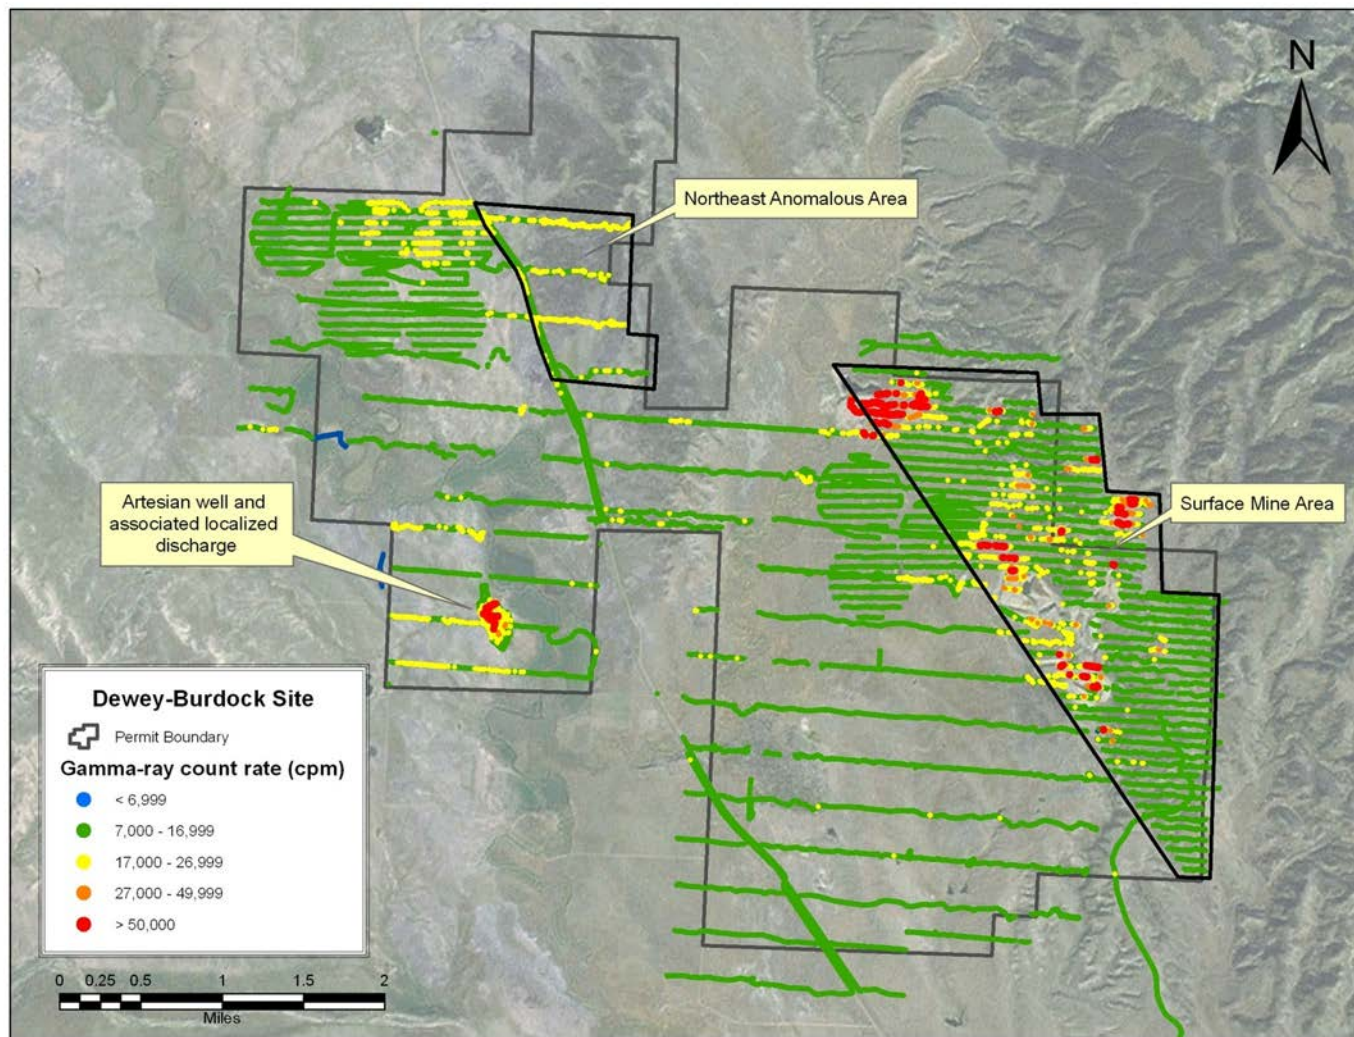 N
Northeast Anomalous Area
Artesian well and
associated localized
discharge
Surface Mine Area
Dewey-Burdock Site
Permit Boundary
Gamma-ray count rate (cpm)
< 6,999
7,000 - 16,999
17,000 - 26,999
27,000 - 49,999
> 50,000
0 0.25 0.5 1 1.5 2
Miles